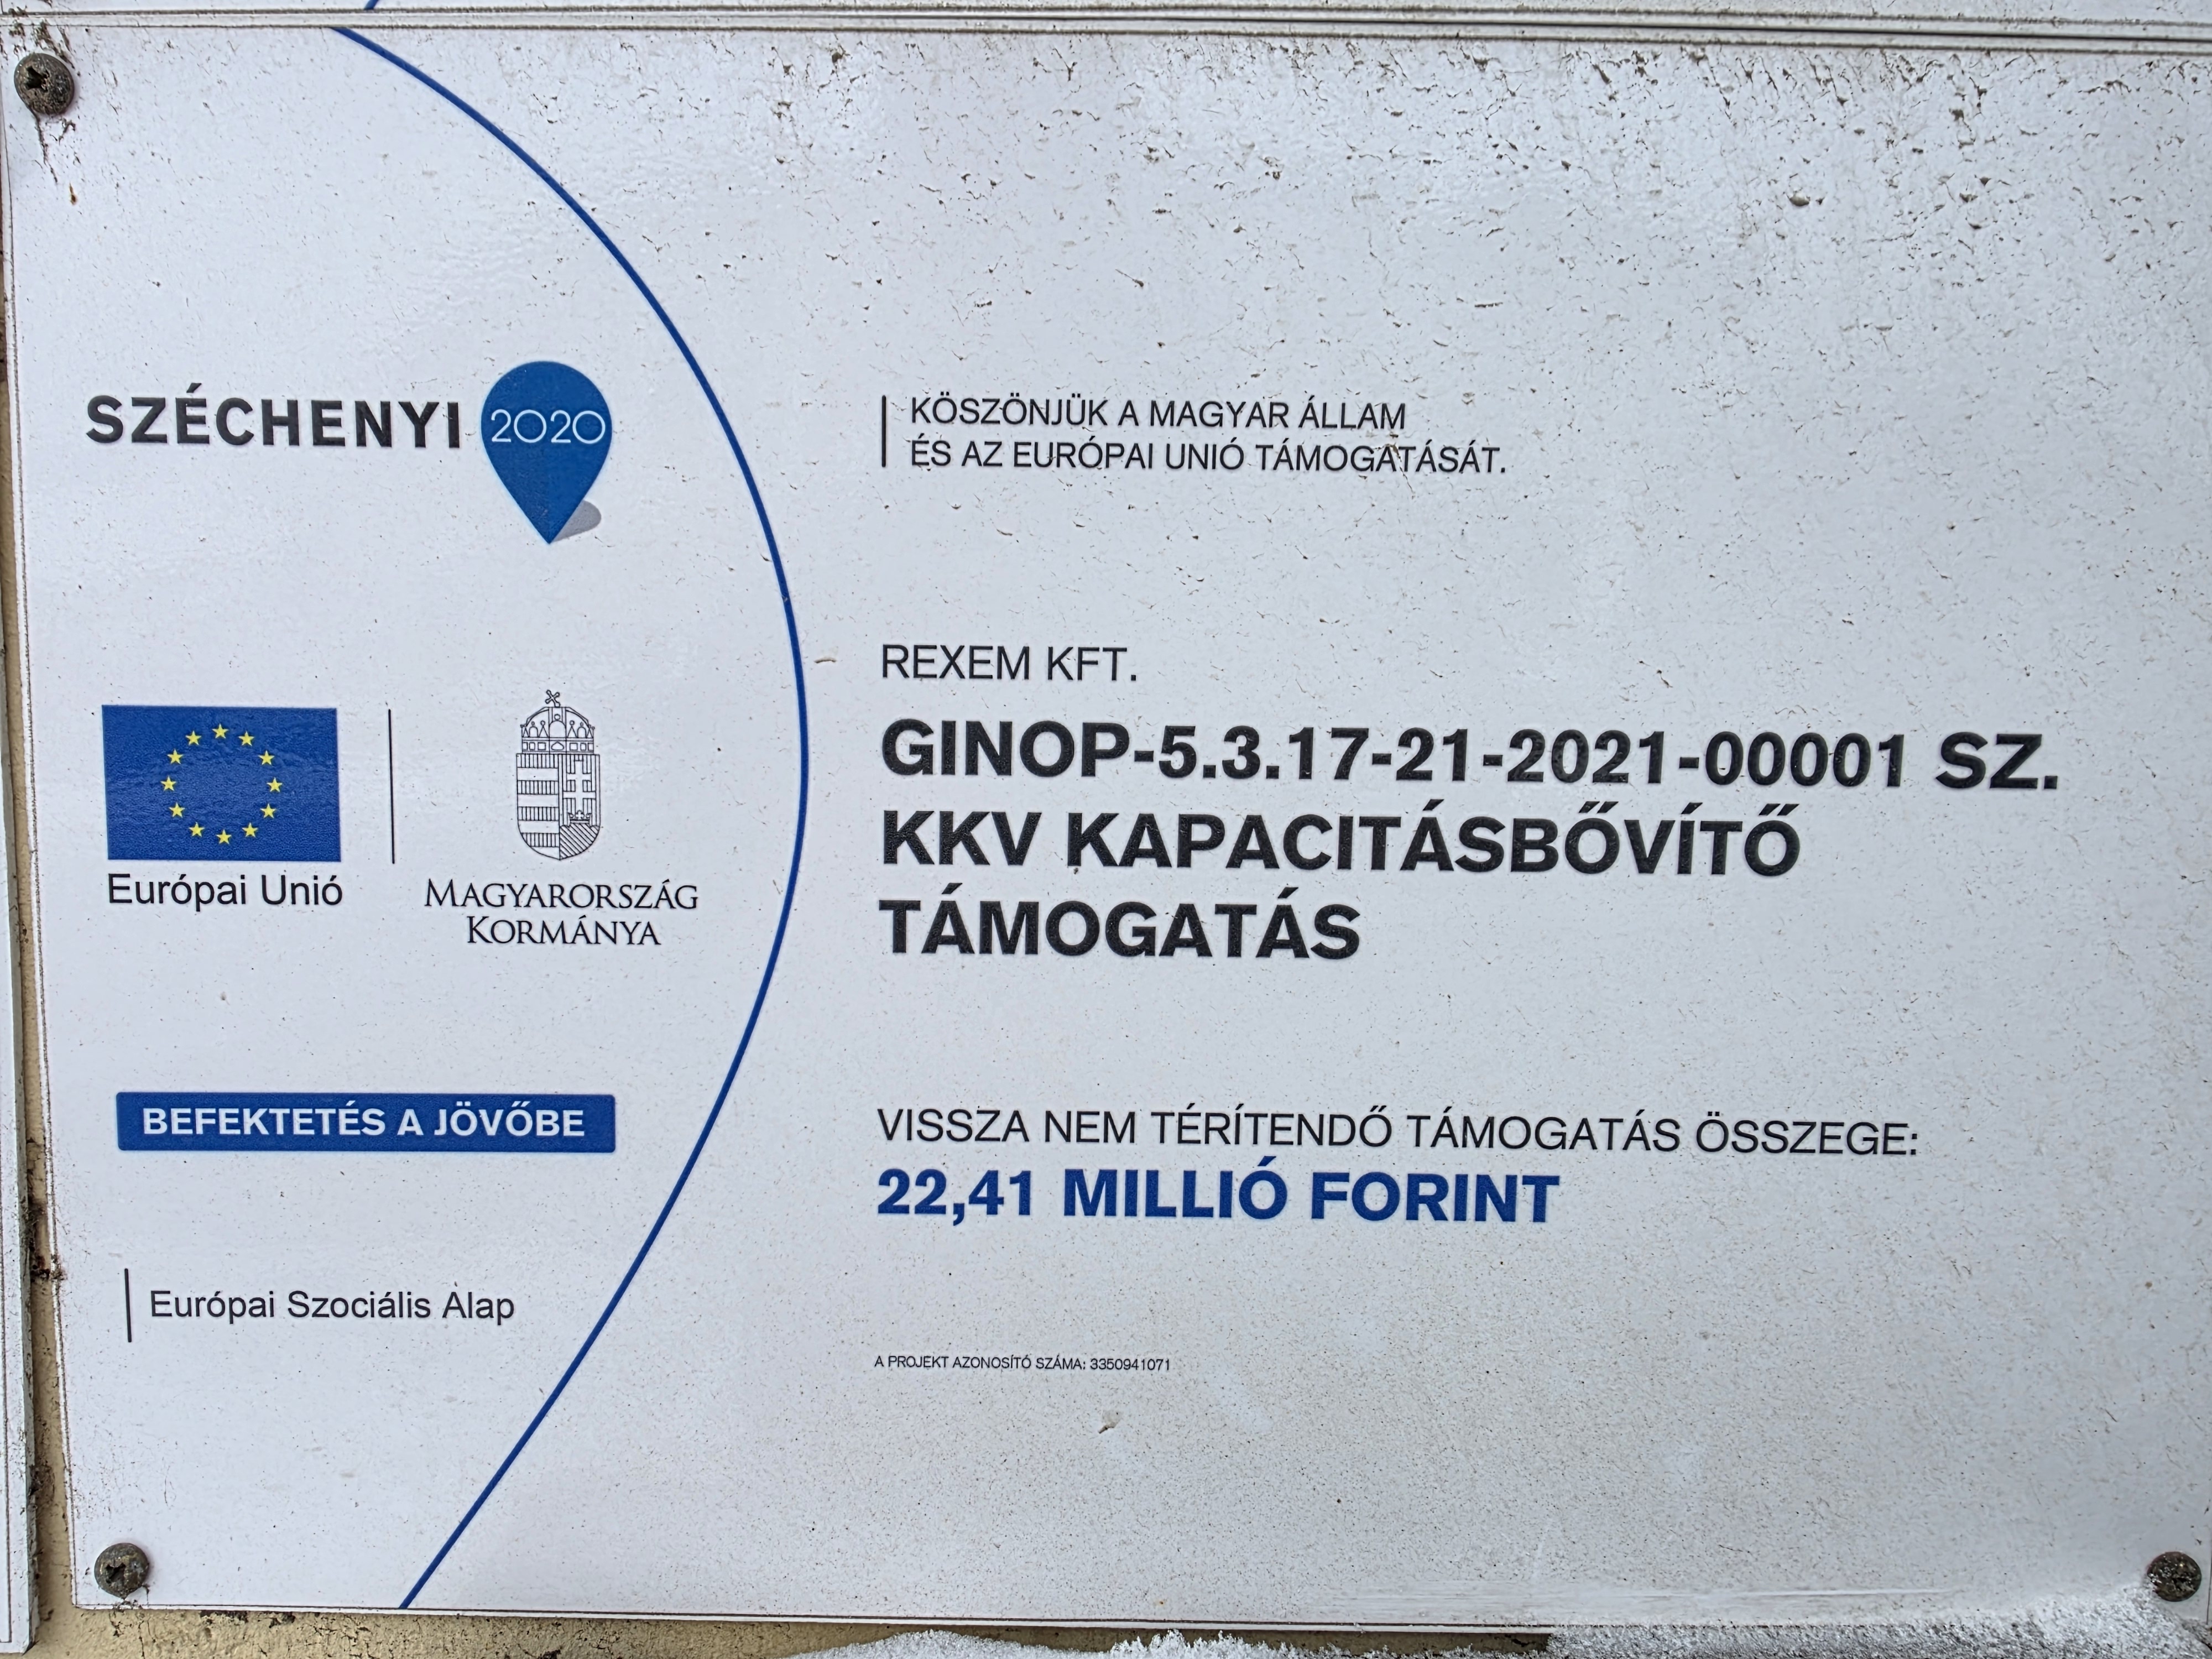 SZÉCHENYI 2020
Európai Unió
MAGYARORSZÁG
KORMÁNYA
BEFEKTETÉS A JÖVŐBE
Európai Szociális Alap
KÖSZÖNJÜK A MAGYAR ÁLLAM
ÉS AZ EURÓPAI UNIÓ TÁMOGATÁSÁT.
REXEM KFT.
GINOP-5.3.17-21-2021-00001 SZ.
KKV KAPACITÁSBŐVÍTŐ
TÁMOGATÁS
VISSZA NEM TÉRÍTENDŐ TÁMOGATÁS ÖSSZEGE:
22,41 MILLIÓ FORINT
A PROJEKT AZONOSÍTÓ SZÁMA: 3350941071